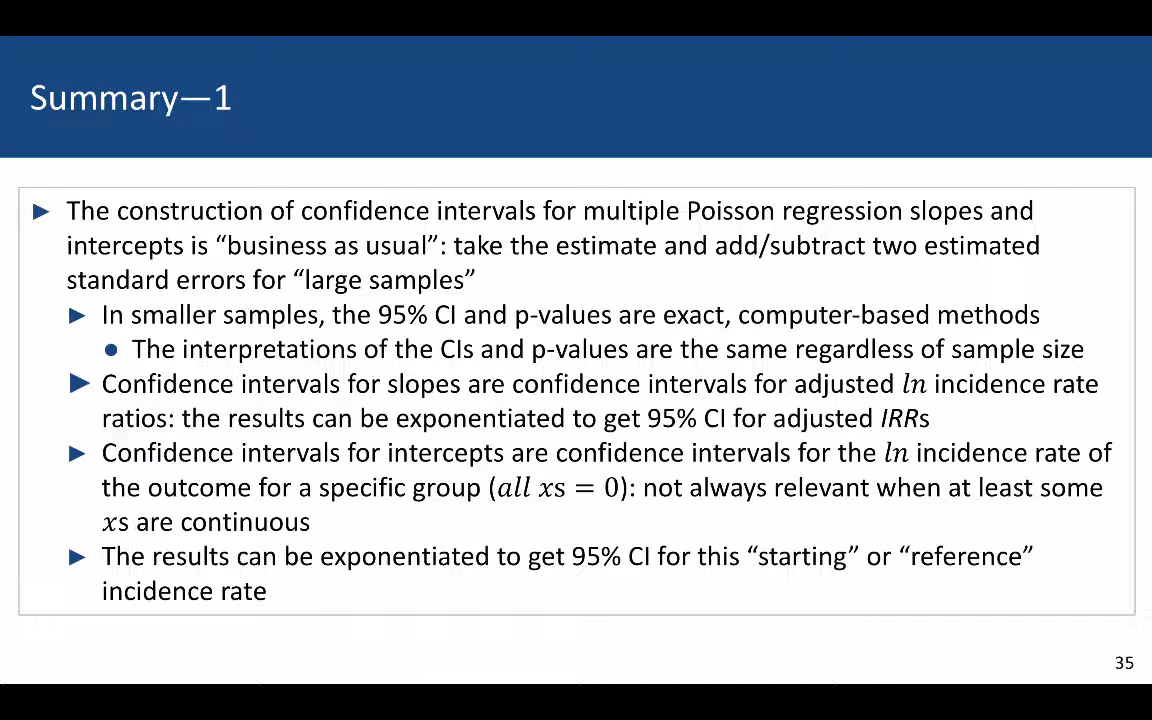 Summary—1
► The construction of confidence intervals for multiple Poisson regression slopes and
intercepts is “business as usual”: take the estimate and add/subtract two estimated
standard errors for “large samples”
► In smaller samples, the 95% CI and p-values are exact, computer-based methods
● The interpretations of the CIs and p-values are the same regardless of sample size
► Confidence intervals for slopes are confidence intervals for adjusted ln incidence rate
ratios: the results can be exponentiated to get 95% CI for adjusted IRRs
► Confidence intervals for intercepts are confidence intervals for the ln incidence rate of
the outcome for a specific group (all xs = 0): not always relevant when at least some
xs are continuous
► The results can be exponentiated to get 95% CI for this “starting” or “reference”
incidence rate
35